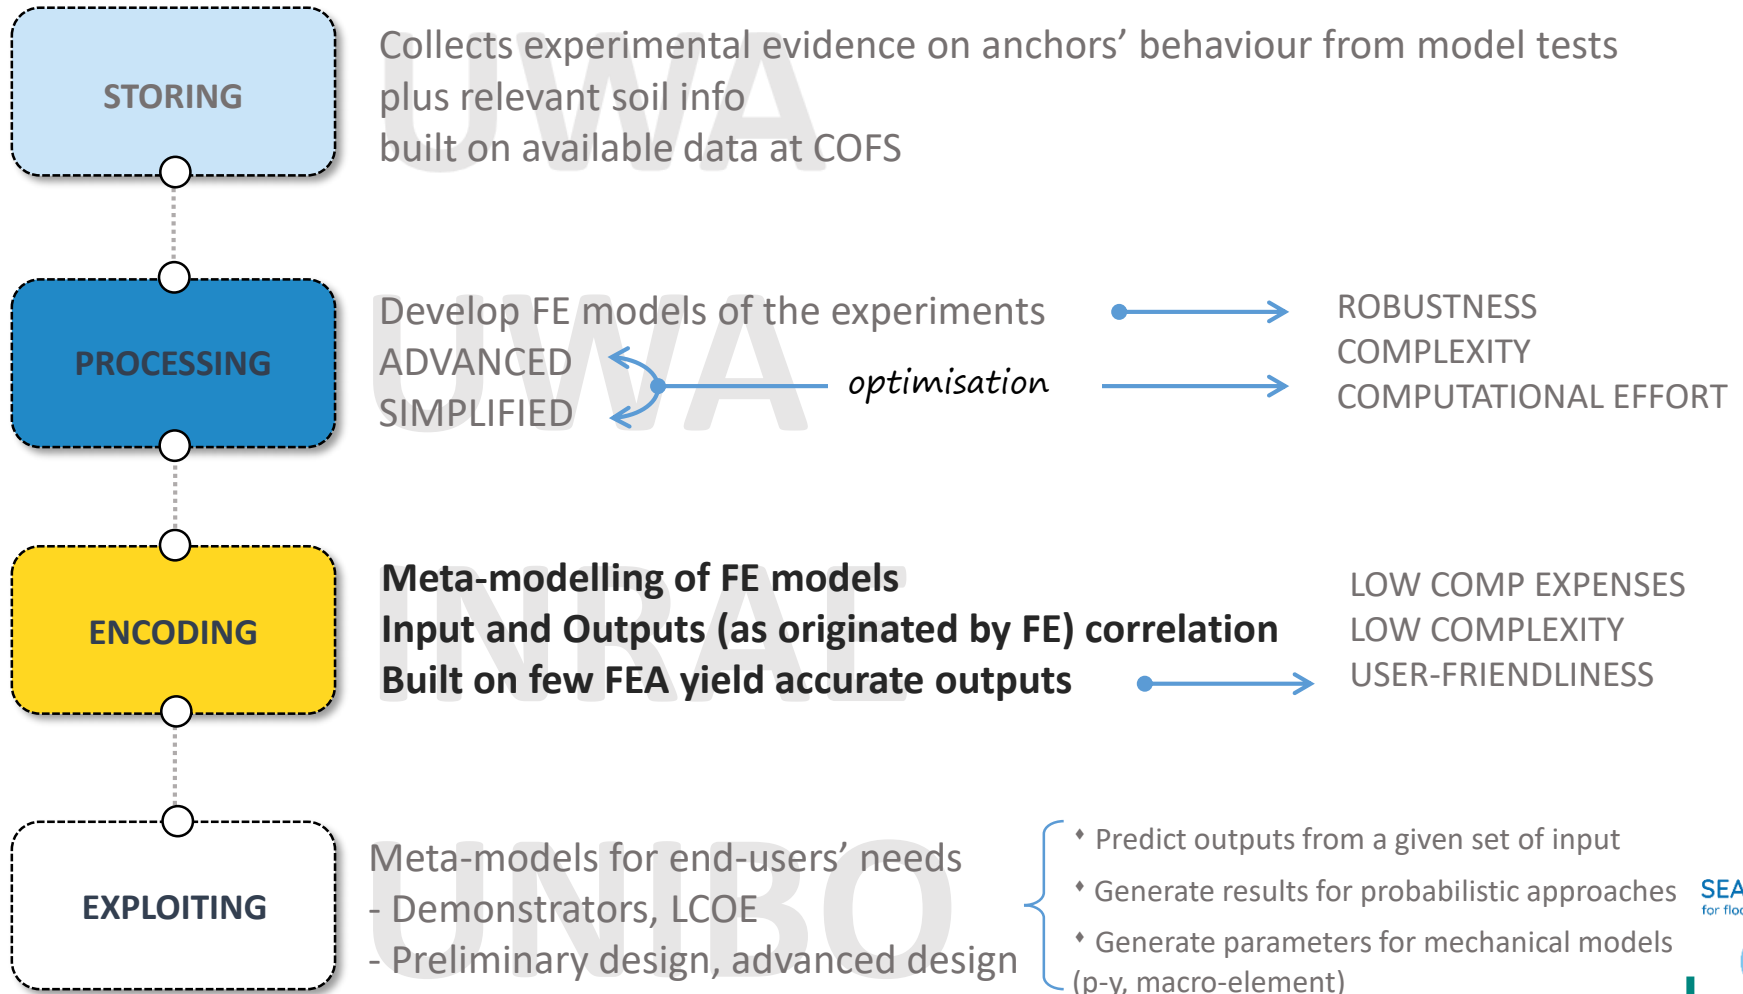 STORING
UWA
Collects experimental evidence on anchors’ behaviour from model tests
plus relevant soil info
built on available data at COFS
PROCESSING
UWA
Develop FE models of the experiments
ADVANCED
SIMPLIFIED
optimisation
ROBUSTNESS
COMPLEXITY
COMPUTATIONAL EFFORT
ENCODING
INRAE
Meta-modelling of FE models
Input and Outputs (as originated by FE) correlation
Built on few FEA yield accurate outputs
LOW COMP EXPENSES
LOW COMPLEXITY
USER-FRIENDLINESS
EXPLOITING
UNIBO
Meta-models for end-users’ needs
- Demonstrators, LCOE
- Preliminary design, advanced design
Predict outputs from a given set of input
Generate results for probabilistic approaches
Generate parameters for mechanical models
(p-y, macro-element)
SEA
for floo